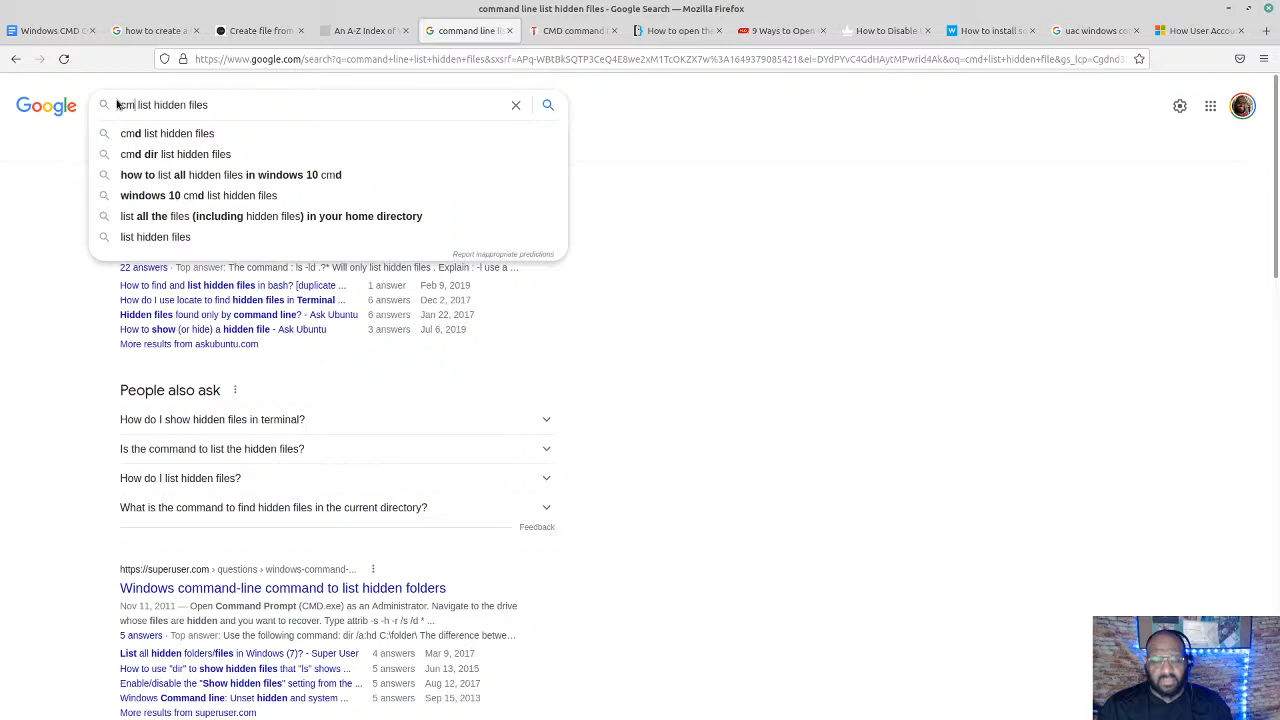 command line list hidden files - Google Search — Mozilla Firefox
Windows CMD C
how to create a
Create file from
An A-Z Index of
command line li
CMD command
How to open the
9 Ways to Open
How to Disable
How to install su
uac windows co
How User Accou
https://www.google.com/search?q=command+line+list+hidden+files&sxsrf=APq-WBtBkSQTP3CeQ4E8we2xM1TcOKZX7w%3A1649379085421&ei=DYdPYvC4GdHAytMPwrid4Ak&oq=cmd+list+hidden+file&gs_lcp=Cgdnd3
Google
cm list hidden files
cmd list hidden files
cmd dir list hidden files
how to list all hidden files in windows 10 cmd
windows 10 cmd list hidden files
list all the files (including hidden files) in your home directory
list hidden files
Report inappropriate predictions
22 answers · Top answer: The command : ls -ld .?* Will only list hidden files . Explain : -l use a ...
How to find and list hidden files in bash? [duplicate ... 1 answer Feb 9, 2019
How do I use locate to find hidden files in Terminal ... 6 answers Dec 2, 2017
Hidden files found only by command line? - Ask Ubuntu 6 answers Jan 22, 2017
How to show (or hide) a hidden file - Ask Ubuntu 3 answers Jul 6, 2019
More results from askubuntu.com
People also ask
How do I show hidden files in terminal?
Is the command to list the hidden files?
How do I list hidden files?
What is the command to find hidden files in the current directory?
Feedback
https://superuser.com › questions › windows-command-...
Windows command-line command to list hidden folders
Nov 11, 2011 — Open Command Prompt (CMD.exe) as an Administrator. Navigate to the drive
whose files are hidden and you want to recover. Type attrib -s -h -r /s /d * ...
5 answers · Top answer: Use the following command: dir /a:hd C:\folder\ The difference betwe...
List all hidden folders/files in Windows (7)? - Super User 4 answers Mar 9, 2017
How to use "dir" to show hidden files that "ls" shows ... 5 answers Jun 13, 2015
Enable/disable the "Show hidden files" setting from the ... 5 answers Aug 12, 2017
Windows Command line: Unset hidden and system ... 5 answers Sep 15, 2013
More results from superuser.com